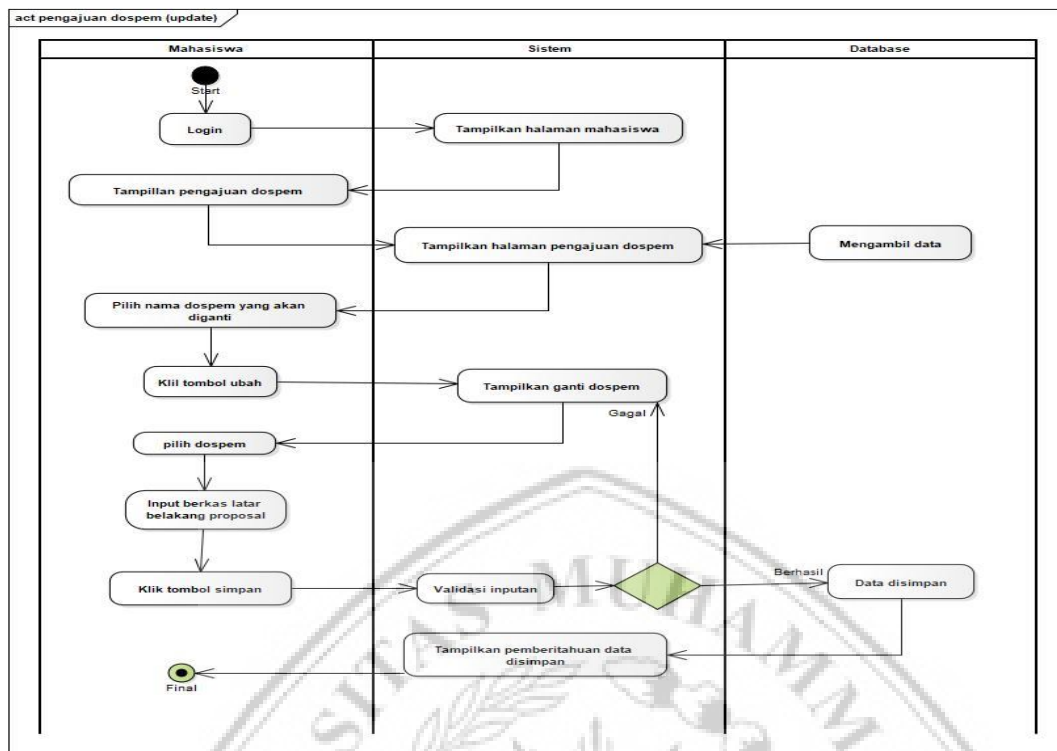 act pengajuan dospem (update)
Mahasiswa
Sistem
Database
Start
Login
Tampilkan halaman mahasiswa
Tampillan pengajuan dospem
Tampilkan halaman pengajuan dospem
Mengambil data
Pilih nama dospem yang akan
diganti
Klil tombol ubah
Tampilkan ganti dospem
Gagal
pilih dospem
Input berkas latar
belakang proposal
Klik tombol simpan
Validasi inputan
Berhasil
Data disimpan
Tampilkan pemberitahuan data
disimpan
Final
SITAS MUHAMM